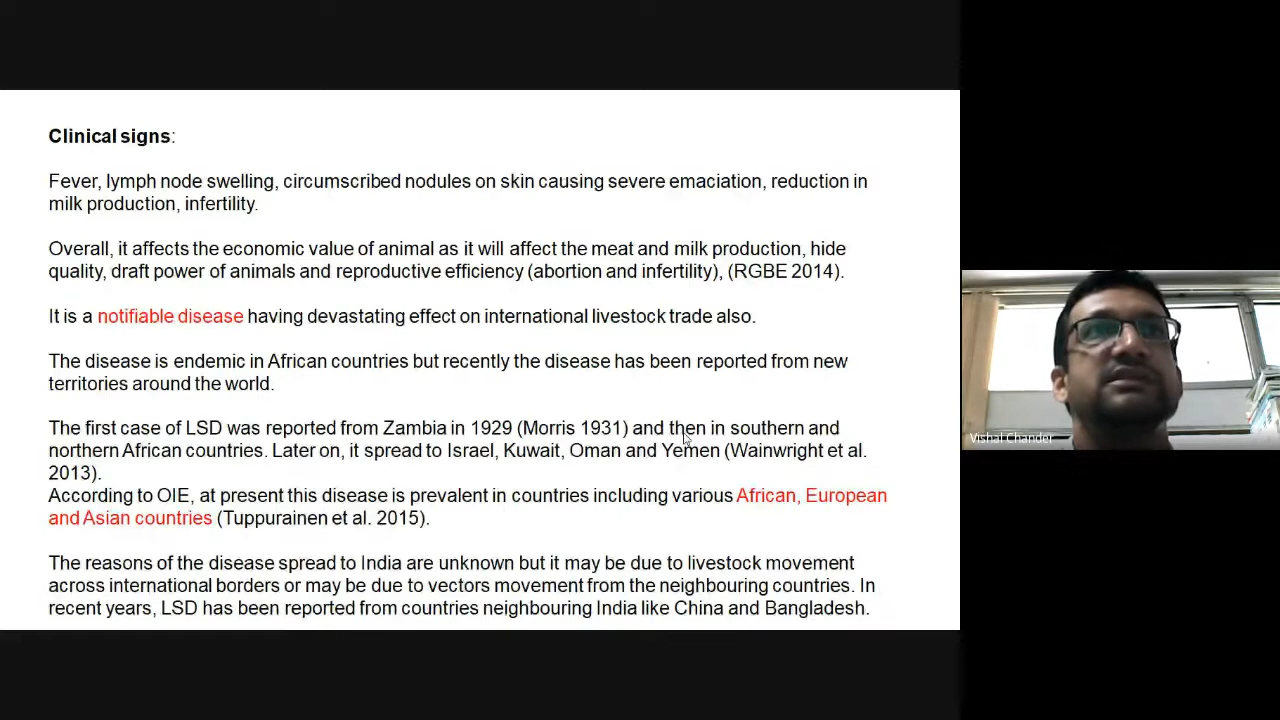 Clinical signs:
Fever, lymph node swelling, circumscribed nodules on skin causing severe emaciation, reduction in
milk production, infertility.
Overall, it affects the economic value of animal as it will affect the meat and milk production, hide
quality, draft power of animals and reproductive efficiency (abortion and infertility), (RGBE 2014).
It is a notifiable disease having devastating effect on international livestock trade also.
The disease is endemic in African countries but recently the disease has been reported from new
territories around the world.
The first case of LSD was reported from Zambia in 1929 (Morris 1931) and then in southern and
northern African countries. Later on, it spread to Israel, Kuwait, Oman and Yemen (Wainwright et al.
2013).
According to OIE, at present this disease is prevalent in countries including various African, European
and Asian countries (Tuppurainen et al. 2015).
The reasons of the disease spread to India are unknown but it may be due to livestock movement
across international borders or may be due to vectors movement from the neighbouring countries. In
recent years, LSD has been reported from countries neighbouring India like China and Bangladesh.
Vishal Chander